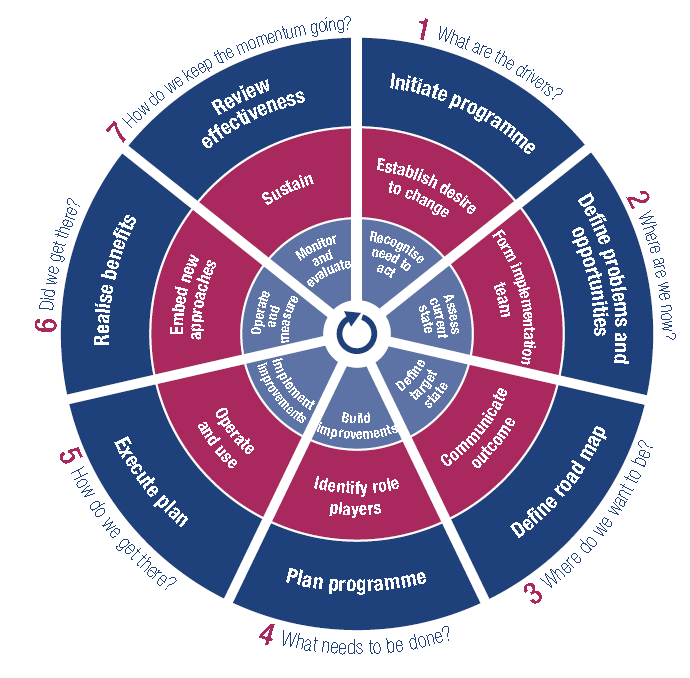 1 What are the drivers?
Initiate programme
Establish desire
to change
Recognise
need to
act
2 Where are we now?
Define problems and
opportunities
Form implementation
team
Assess
current
state
3 Where do we want to be?
Define road map
Communicate
outcome
Define
target
state
4 What needs to be done?
Plan programme
Identify role
players
Build
improvements
5 How do we get there?
Execute plan
Operate
and use
Implement
improvements
6 Did we get there?
Realise benefits
Embed new
approaches
Operate
and
measure
7 How do we keep the momentum going?
Review
effectiveness
Sustain
Monitor
and
evaluate